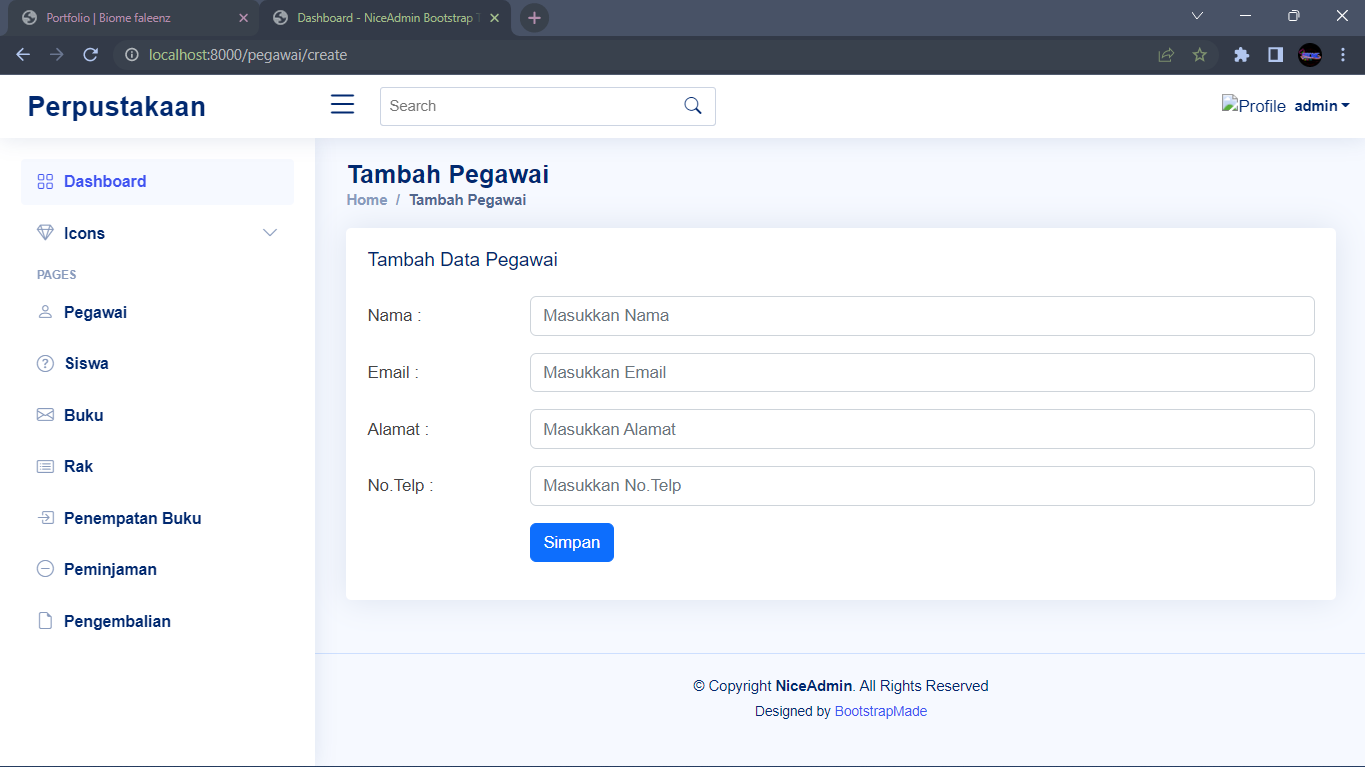 Portfolio | Biome faleenz
Dashboard - NiceAdmin Bootstrap
localhost:8000/pegawai/create
Perpustakaan
Search
Profile admin
Dashboard
Icons
PAGES
Pegawai
Siswa
Buku
Rak
Penempatan Buku
Peminjaman
Pengembalian
Tambah Pegawai
Home / Tambah Pegawai
Tambah Data Pegawai
Nama : Masukkan Nama
Email : Masukkan Email
Alamat : Masukkan Alamat
No.Telp : Masukkan No.Telp
Simpan
© Copyright NiceAdmin. All Rights Reserved
Designed by BootstrapMade